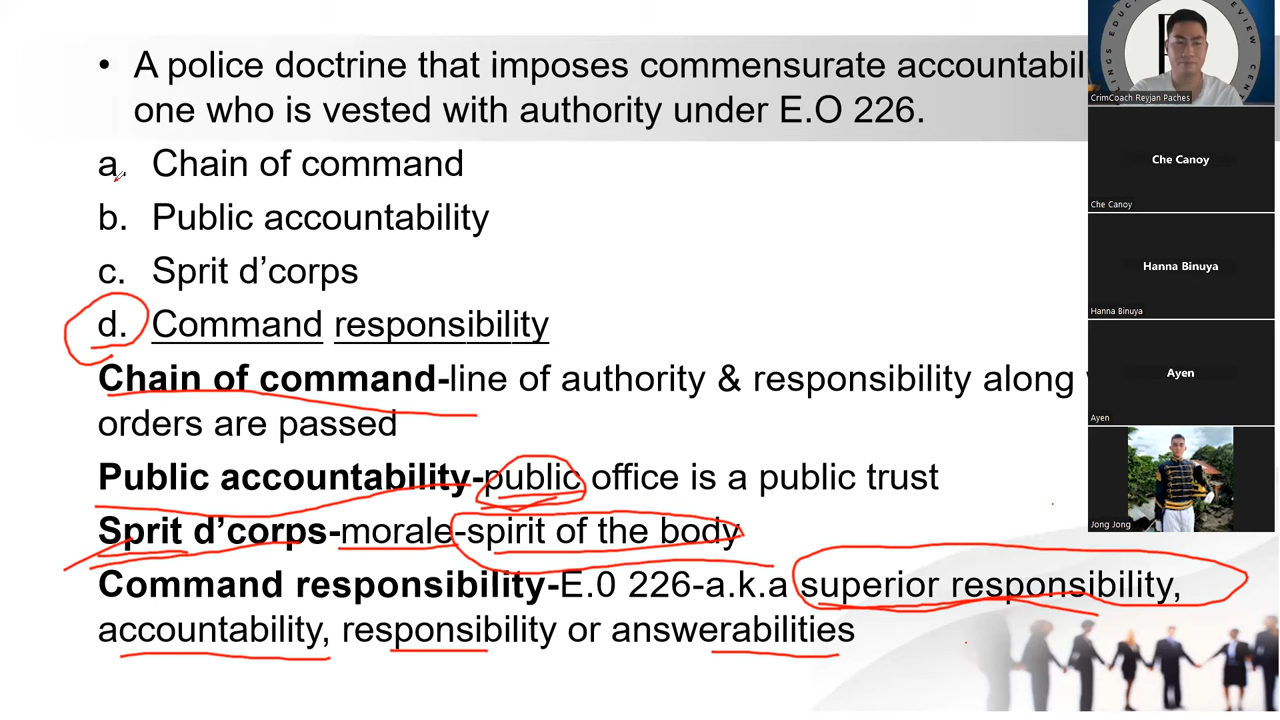 • A police doctrine that imposes commensurate accountabil
one who is vested with authority under E.O 226.
a. Chain of command
b. Public accountability
c. Sprit d’corps
d. Command responsibility
Chain of command-line of authority & responsibility along
orders are passed
Public accountability-public office is a public trust
Sprit d’corps-morale-spirit of the body
Command responsibility-E.0 226-a.k.a superior responsibility,
accountability, responsibility or answerabilities
CrimCoach Reyjan Paches
Che Canoy
Che Canoy
Hanna Binuya
Hanna Binuya
Ayen
Ayen
Jong Jong